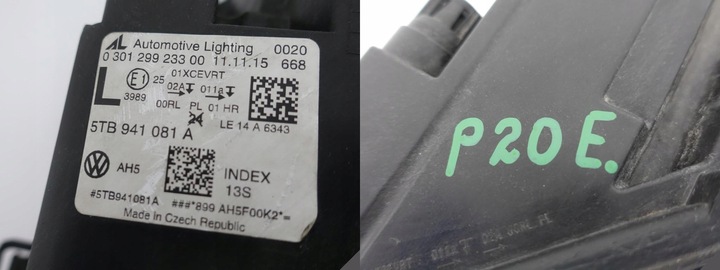 AL Automotive Lighting 0020
0 301 299 233 00 11.11.15 668
01XCEVRT
E1 25 02A 011a
3989 00RL PL 01 HR
L
24
LE 14 A 6343
5TB 941 081 A
VW AH5 INDEX
13S
#5TB941081A ###*899 AH5F00K2*=
Made in Czech Republic
P20E.